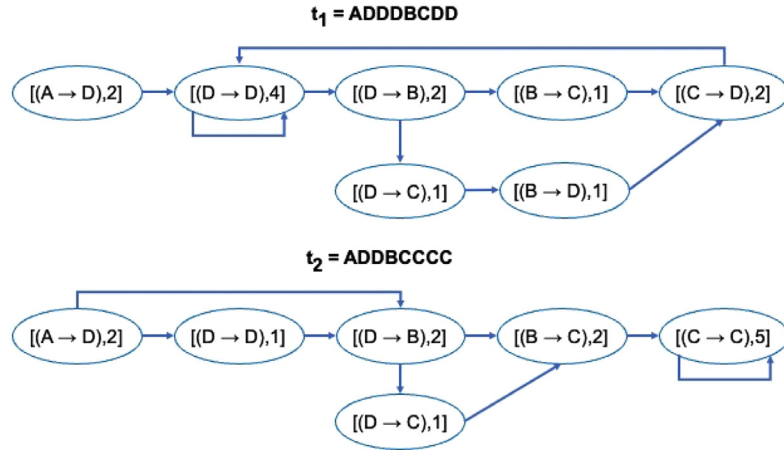 t₁ = ADDDBCDD
[(A → D),2] [(D → D),4] [(D → B),2] [(B → C),1] [(C → D),2]
[(D → C),1] [(B → D),1]
t₂ = ADDBCCCC
[(A → D),2] [(D → D),1] [(D → B),2] [(B → C),2] [(C → C),5]
[(D → C),1]